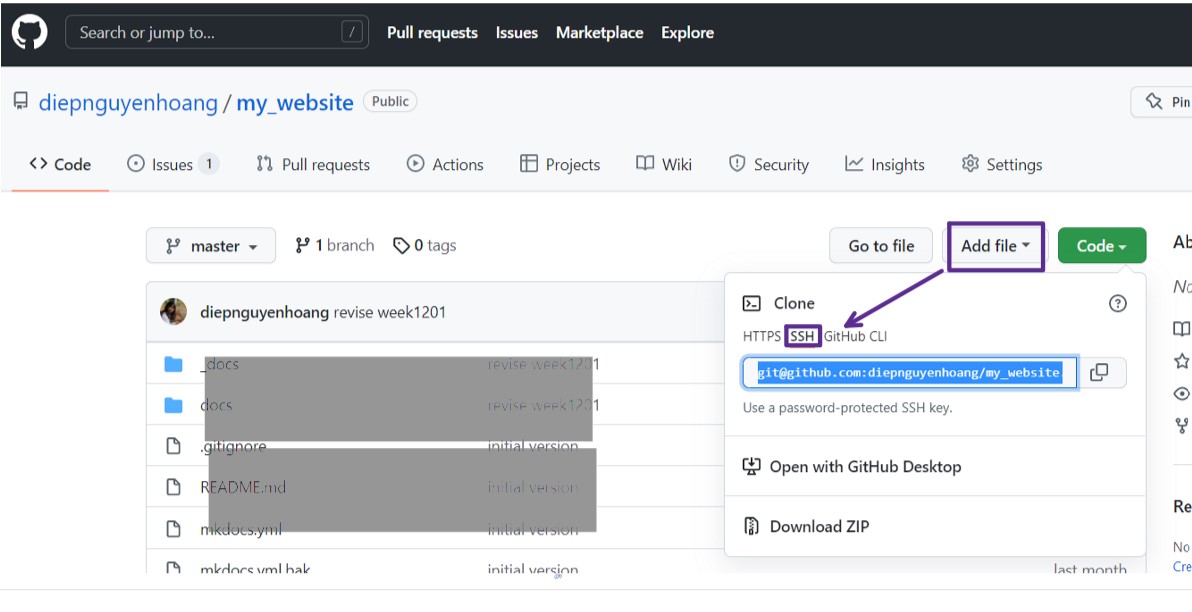 Search or jump to... / Pull requests Issues Marketplace Explore
diepnguyenhoang / my_website Public Pin
<> Code Issues 1 Pull requests Actions Projects Wiki Security Insights Settings
master 1 branch 0 tags Go to file Add file Code Ab
diepnguyenhoang revise week1201
_docs revise week1201
docs revise week1201
.gitignore initial version
README.md initial version
mkdocs.yml initial version
mkdocs.yml.bak initial version last month
Clone ?
HTTPS SSH GitHub CLI
git@github.com:diepnguyenhoang/my_website
Use a password-protected SSH key.
Open with GitHub Desktop
Download ZIP
No
Re
No
Cre